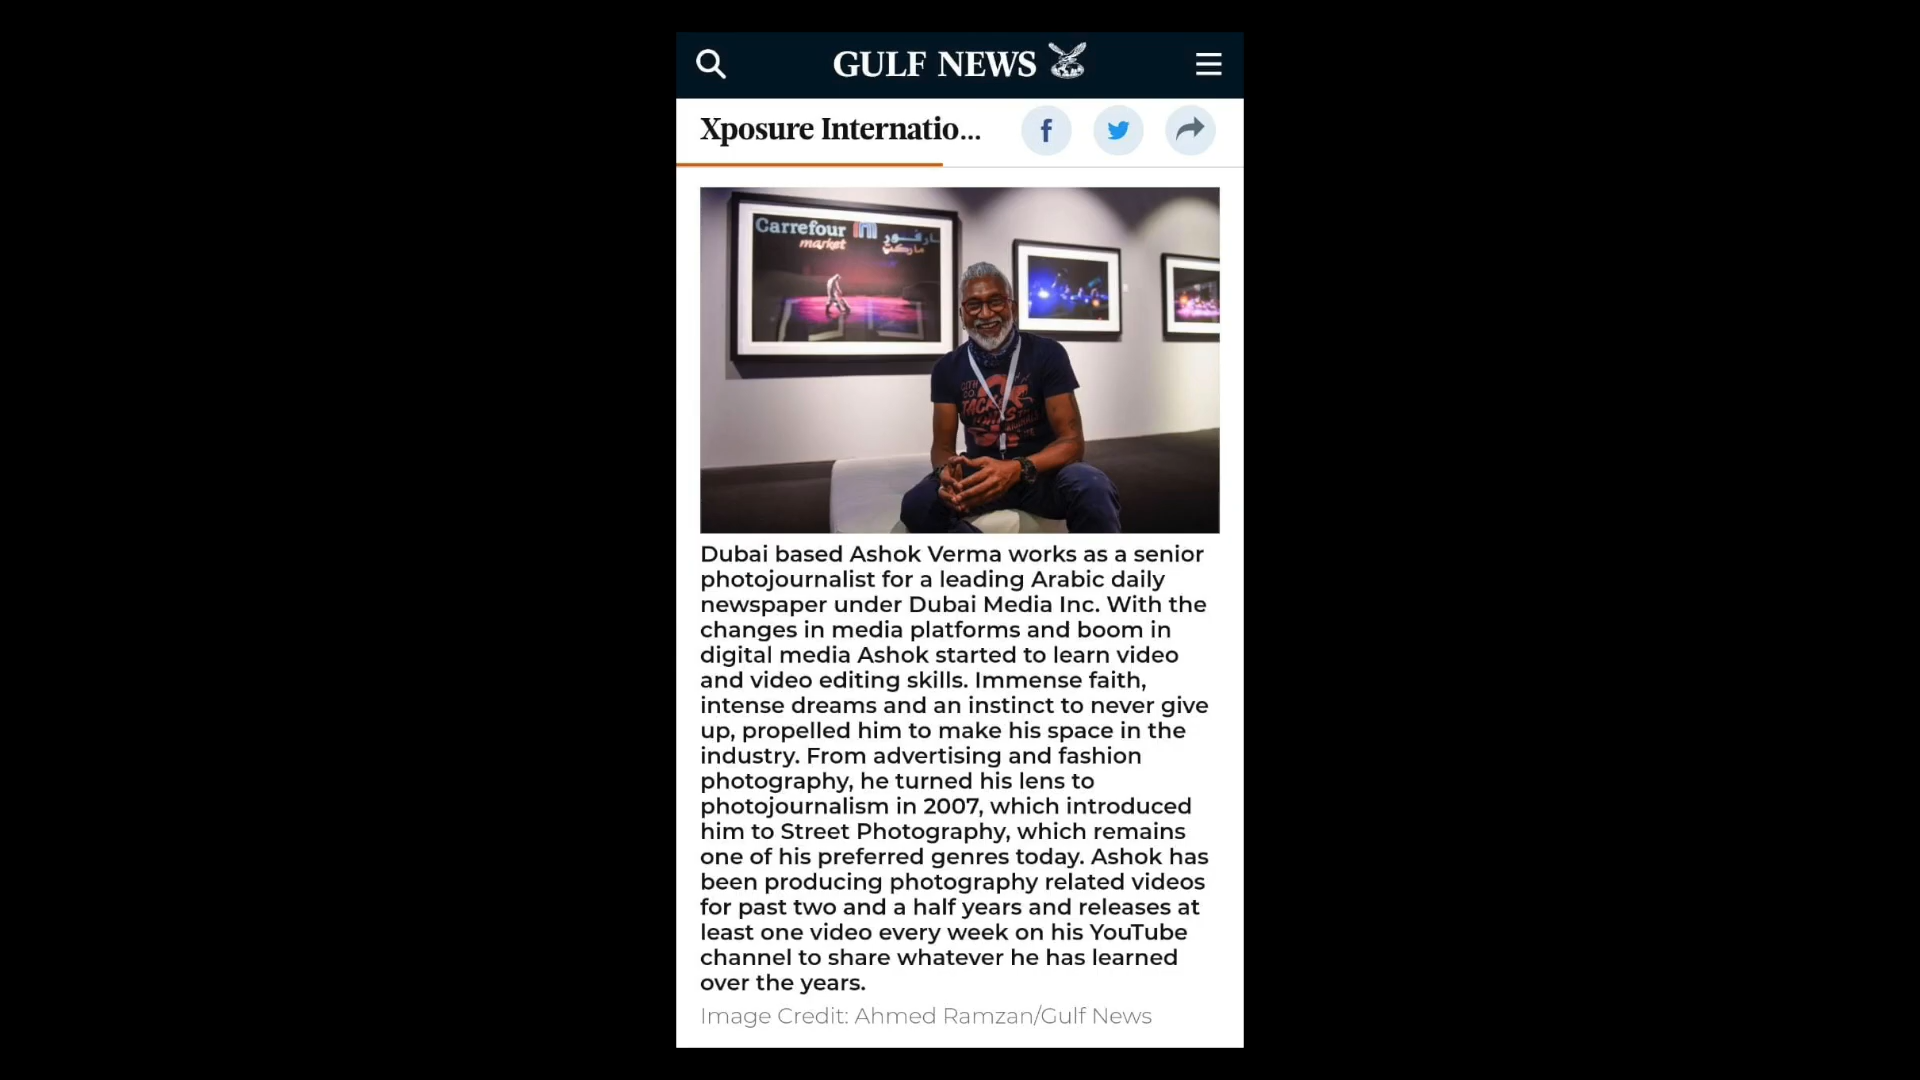 GULF NEWS
Xposure Internatio...
Carrefour
market
كارفور
ماركت
Dubai based Ashok Verma works as a senior
photojournalist for a leading Arabic daily
newspaper under Dubai Media Inc. With the
changes in media platforms and boom in
digital media Ashok started to learn video
and video editing skills. Immense faith,
intense dreams and an instinct to never give
up, propelled him to make his space in the
industry. From advertising and fashion
photography, he turned his lens to
photojournalism in 2007, which introduced
him to Street Photography, which remains
one of his preferred genres today. Ashok has
been producing photography related videos
for past two and a half years and releases at
least one video every week on his YouTube
channel to share whatever he has learned
over the years.
Image Credit: Ahmed Ramzan/Gulf News